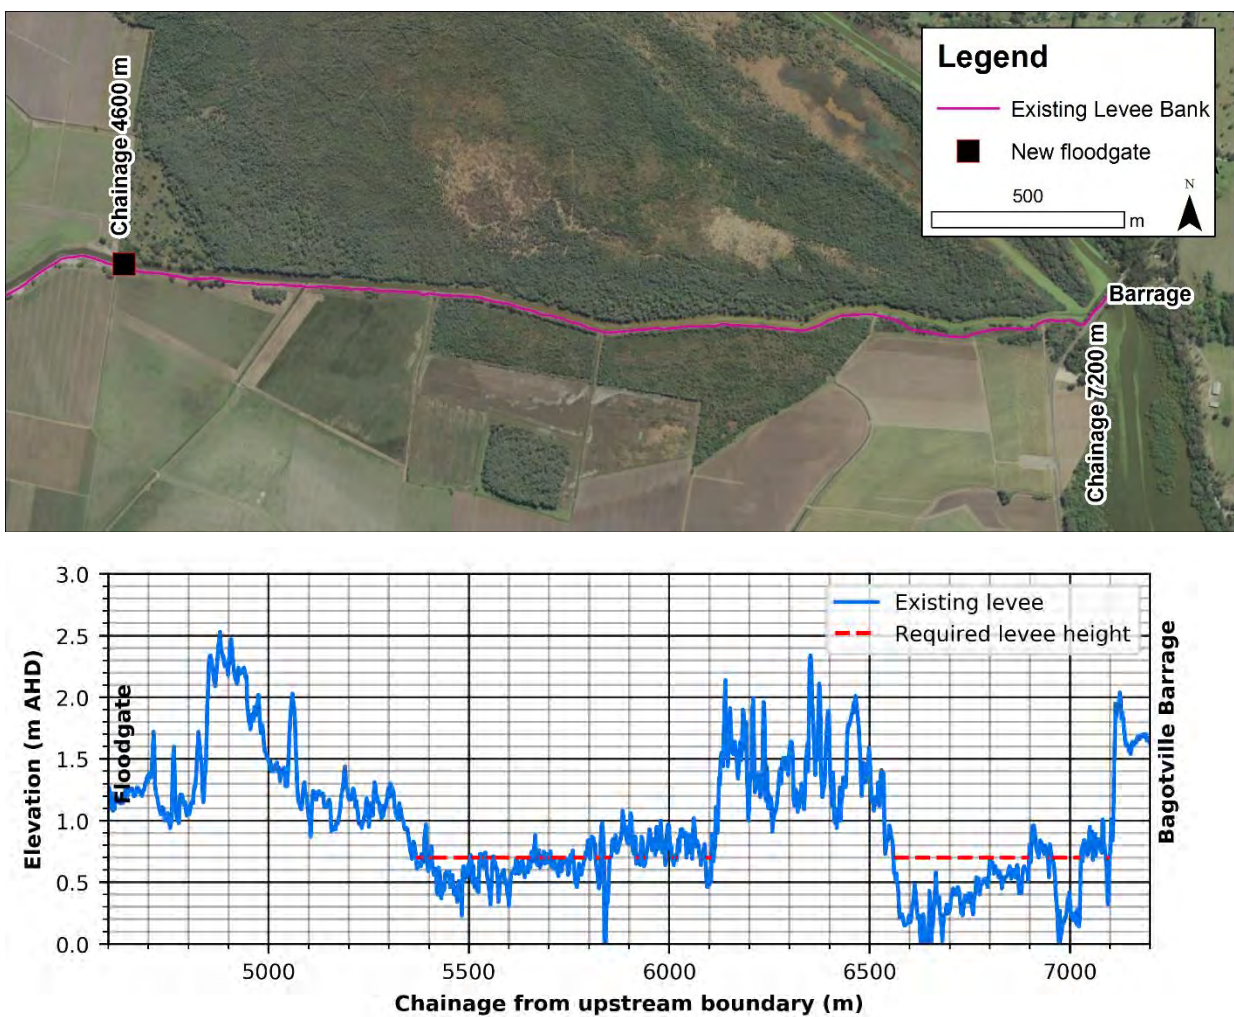 Legend
Existing Levee Bank
New floodgate
500
m
N
Chainage 4600 m
Barrage
Chainage 7200 m
Elevation (m AHD)
3.0
2.5
2.0
1.5
1.0
0.5
0.0
Floodgate
Existing levee
Required levee height
Bagotville Barrage
5000
5500
6000
6500
7000
Chainage from upstream boundary (m)